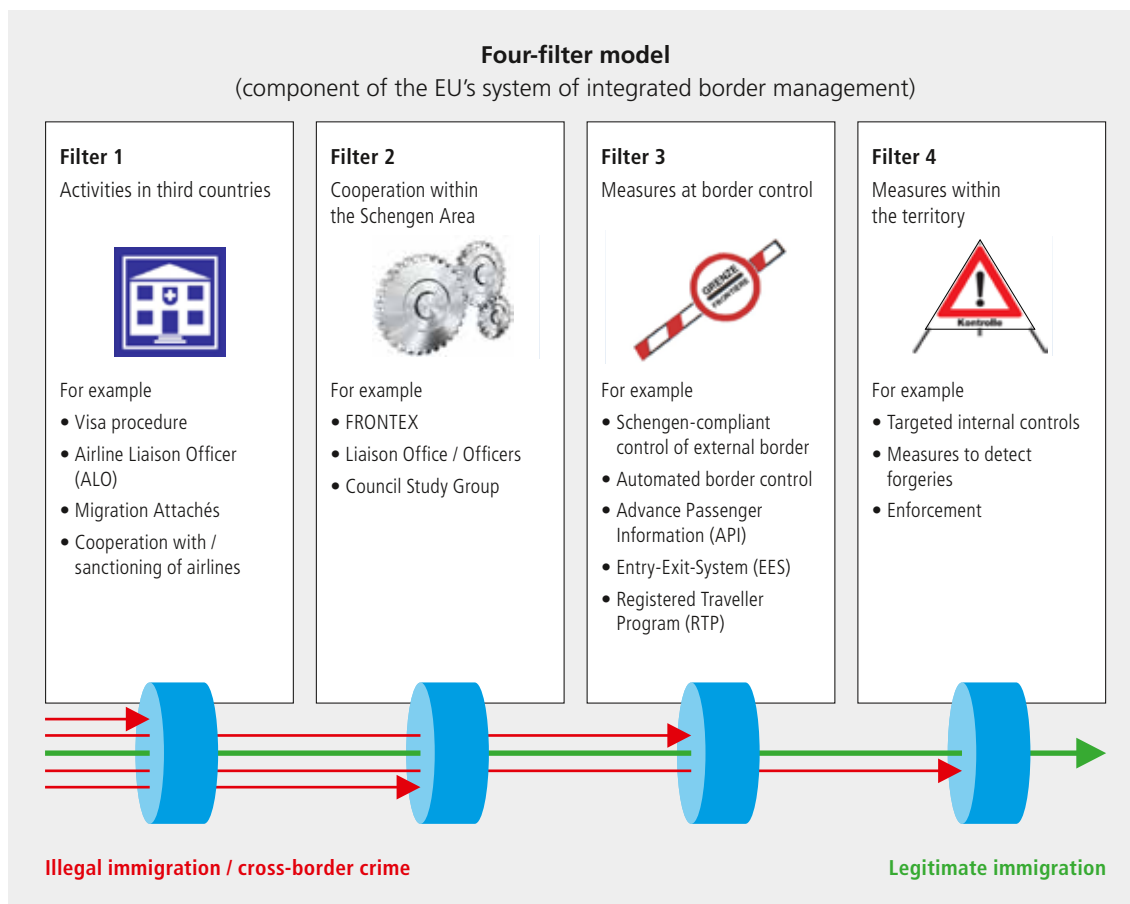 Four-filter model
(component of the EU's system of integrated border management)
Filter 1
Activities in third countries
For example
• Visa procedure
• Airline Liaison Officer
(ALO)
• Migration Attachés
• Cooperation with /
sanctioning of airlines
Filter 2
Cooperation within
the Schengen Area
For example
• FRONTEX
• Liaison Office / Officers
• Council Study Group
Filter 3
Measures at border control
GRENZE
FRONTIERE
For example
• Schengen-compliant
control of external border
• Automated border control
• Advance Passenger
Information (API)
• Entry-Exit-System (EES)
• Registered Traveller
Program (RTP)
Filter 4
Measures within
the territory
Kontrolle
For example
• Targeted internal controls
• Measures to detect
forgeries
• Enforcement
Illegal immigration / cross-border crime
Legitimate immigration